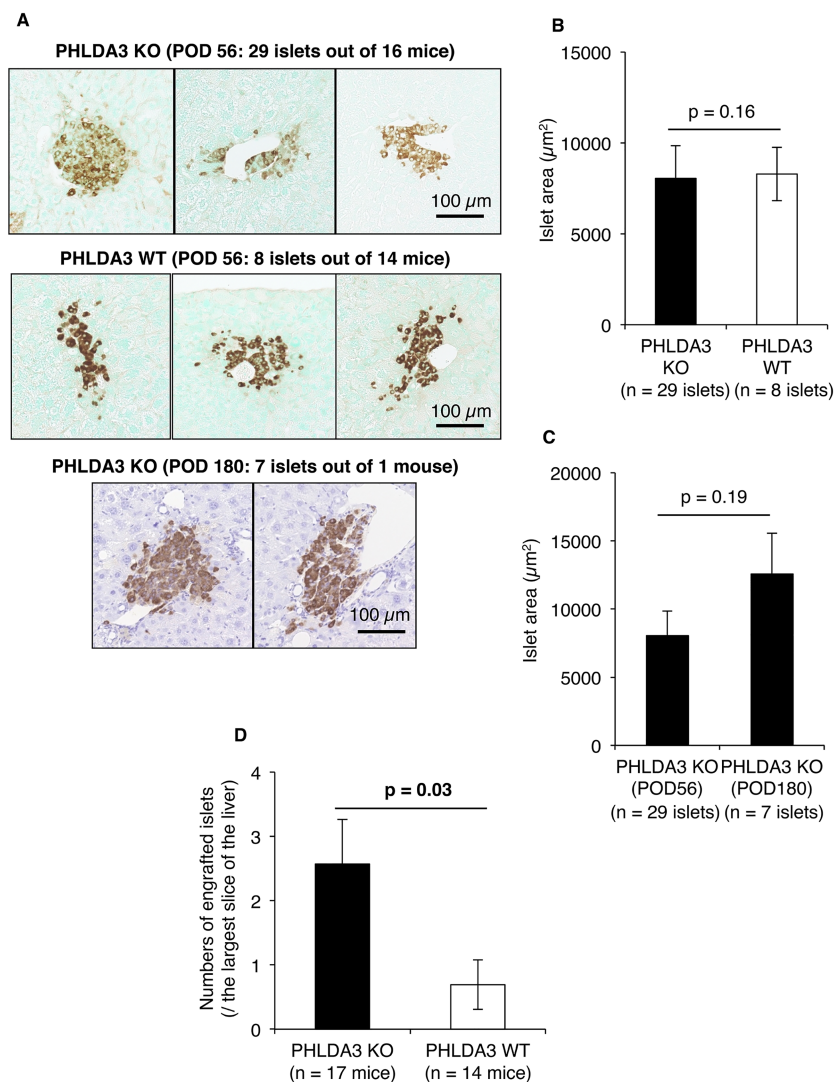 A
PHLDA3 KO (POD 56: 29 islets out of 16 mice)
100 µm
PHLDA3 WT (POD 56: 8 islets out of 14 mice)
100 µm
PHLDA3 KO (POD 180: 7 islets out of 1 mouse)
100 µm
B
Islet area (µm²)
15000
10000
5000
0
p = 0.16
PHLDA3
KO
(n = 29 islets)
PHLDA3
WT
(n = 8 islets)
C
Islet area (µm²)
20000
15000
10000
5000
0
p = 0.19
PHLDA3 KO
(POD56)
(n = 29 islets)
PHLDA3 KO
(POD180)
(n = 7 islets)
D
Numbers of engrafted islets
(/ the largest slice of the liver)
4
3
2
1
0
p = 0.03
PHLDA3 KO
(n = 17 mice)
PHLDA3 WT
(n = 14 mice)